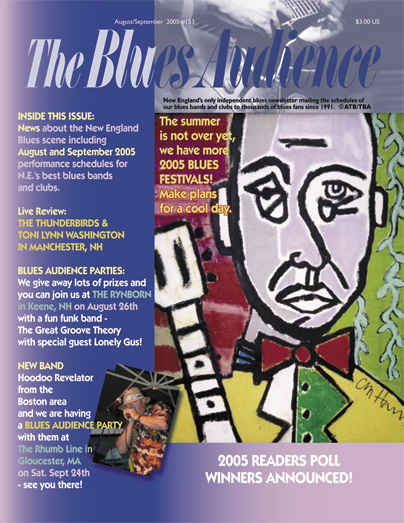 August/September 2005 #153
$3.00 US
The Blues Audience
New England's only independent blues newsletter mailing the schedules of
our blues bands and clubs to thousands of blues fans since 1991. ©ATB/TBA
INSIDE THIS ISSUE:
News about the New England
Blues scene including
August and September 2005
performance schedules for
N.E.'s best blues bands
and clubs.
Live Review:
THE THUNDERBIRDS &
TONI LYNN WASHINGTON
IN MANCHESTER, NH
BLUES AUDIENCE PARTIES:
We give away lots of prizes and
you can join us at THE RYNBORN
in Keene, NH on August 26th
with a fun funk band -
The Great Groove Theory
with special guest Lonely Gus!
NEW BAND
Hoodoo Revelator
from the
Boston area
and we are having
a BLUES AUDIENCE PARTY
with them at
The Rhumb Line in
Gloucester, MA
on Sat. Sept 24th
- see you there!
The summer
is not over yet,
we have more
2005 BLUES
FESTIVALS!
Make plans
for a cool day.
2005 READERS POLL
WINNERS ANNOUNCED!